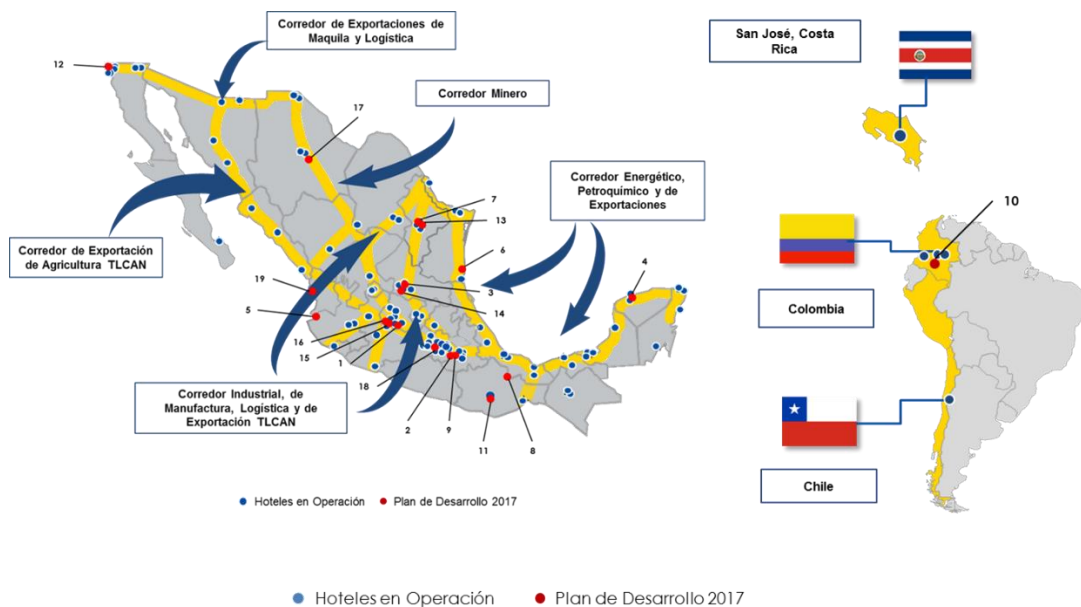 Corredor de Exportaciones de
Maquila y Logística
San José, Costa
Rica
12
Corredor Minero
17
Corredor Energético,
Petroquímico y de
Exportaciones
7
13
10
Corredor de Exportación
de Agricultura TLCAN
6
4
19
3
5
14
Colombia
16
15
1
18
Corredor Industrial, de
Manufactura, Logística y de
Exportación TLCAN
2
9
11
8
Chile
Hoteles en Operación
Plan de Desarrollo 2017
Hoteles en Operación
Plan de Desarrollo 2017